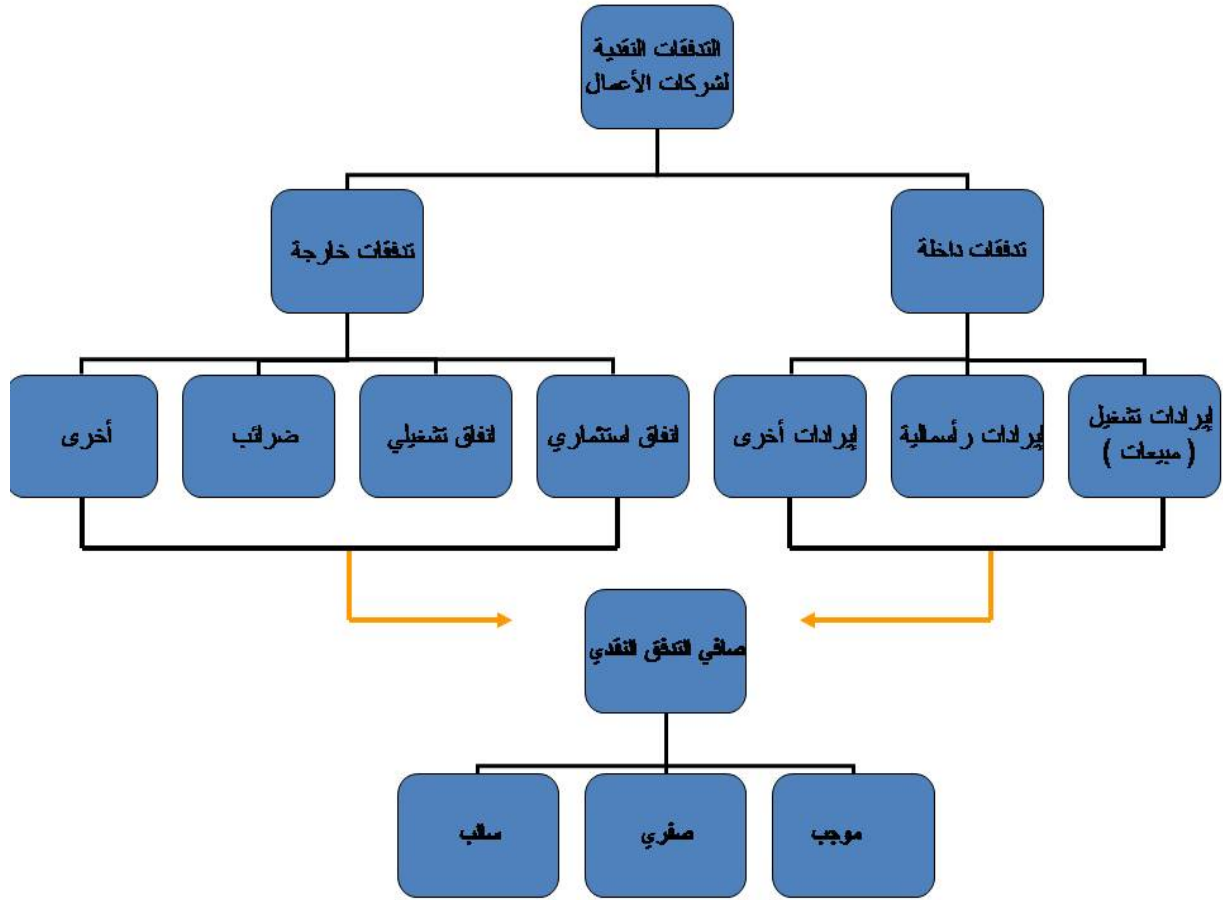 التدفقات النقدية
لشركات الأعمال
تدفقات داخلة
تدفقات خارجة
إيرادات تشغيل
( مبيعات )
إيرادات رأسمالية
إيرادات أخرى
انفاق استثماري
انفاق تشغيلي
ضرائب
أخرى
صافي التدفق النقدي
موجب
صفري
سالب